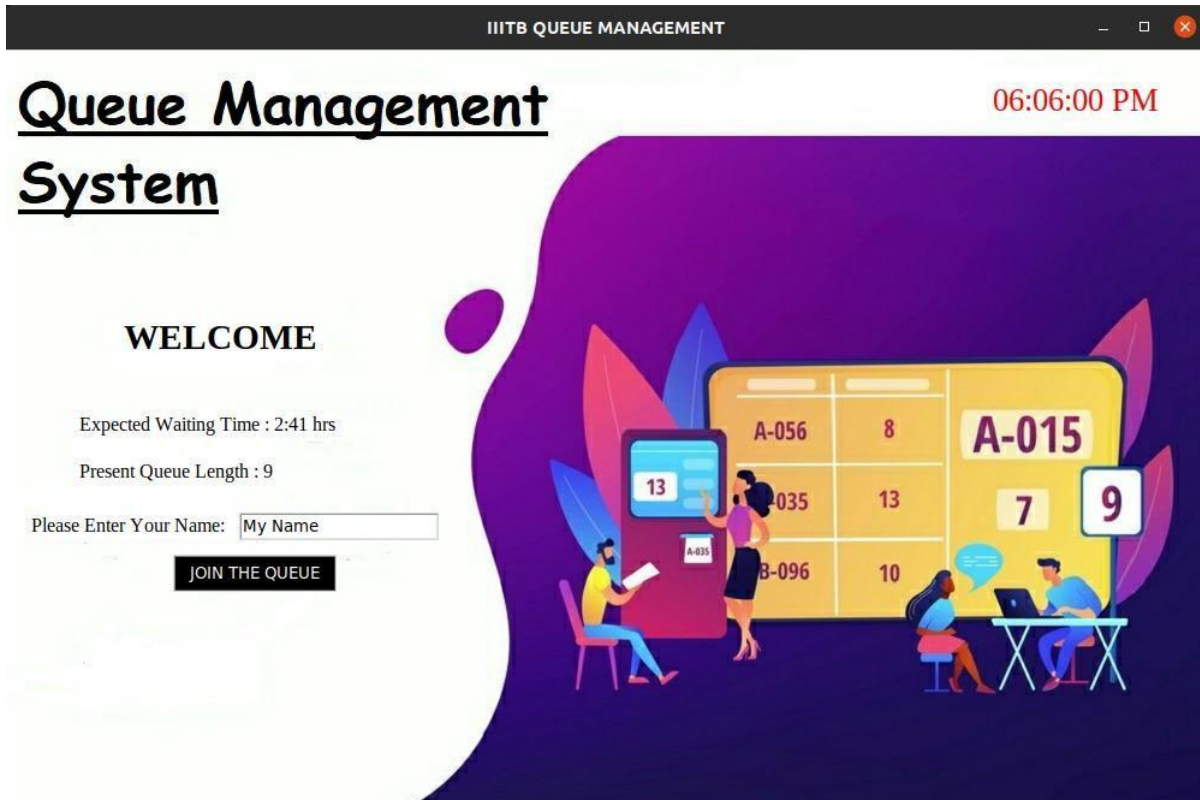 IIITB QUEUE MANAGEMENT
Queue Management
System
06:06:00 PM
WELCOME
Expected Waiting Time : 2:41 hrs
Present Queue Length : 9
Please Enter Your Name: My Name
JOIN THE QUEUE
A-056 8
-035 13
B-096 10
A-015
7
9
13
A-035